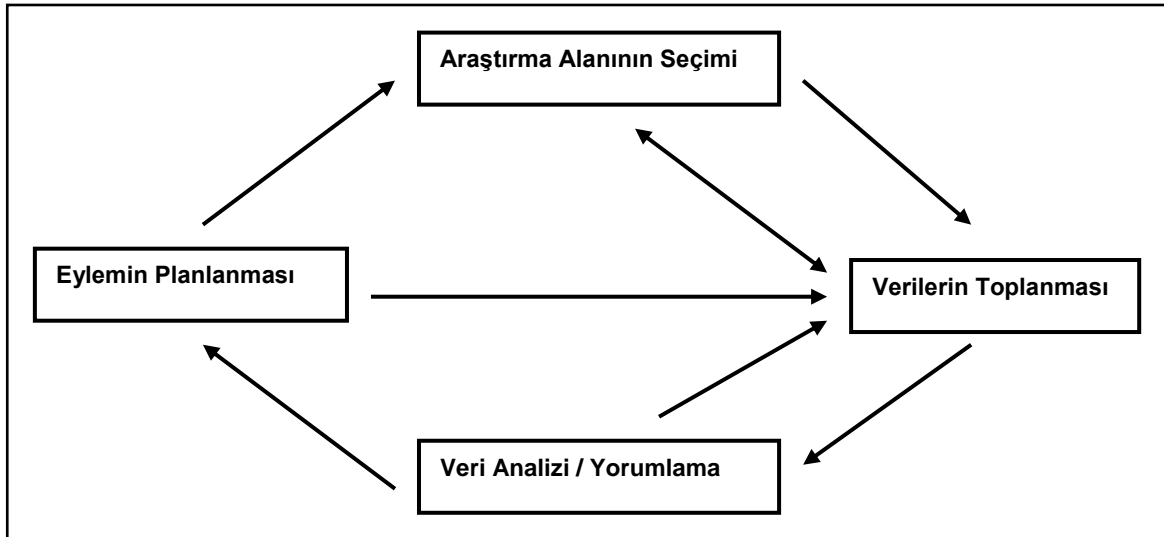 Araştırma Alanının Seçimi
Eylemin Planlanması
Verilerin Toplanması
Veri Analizi / Yorumlama